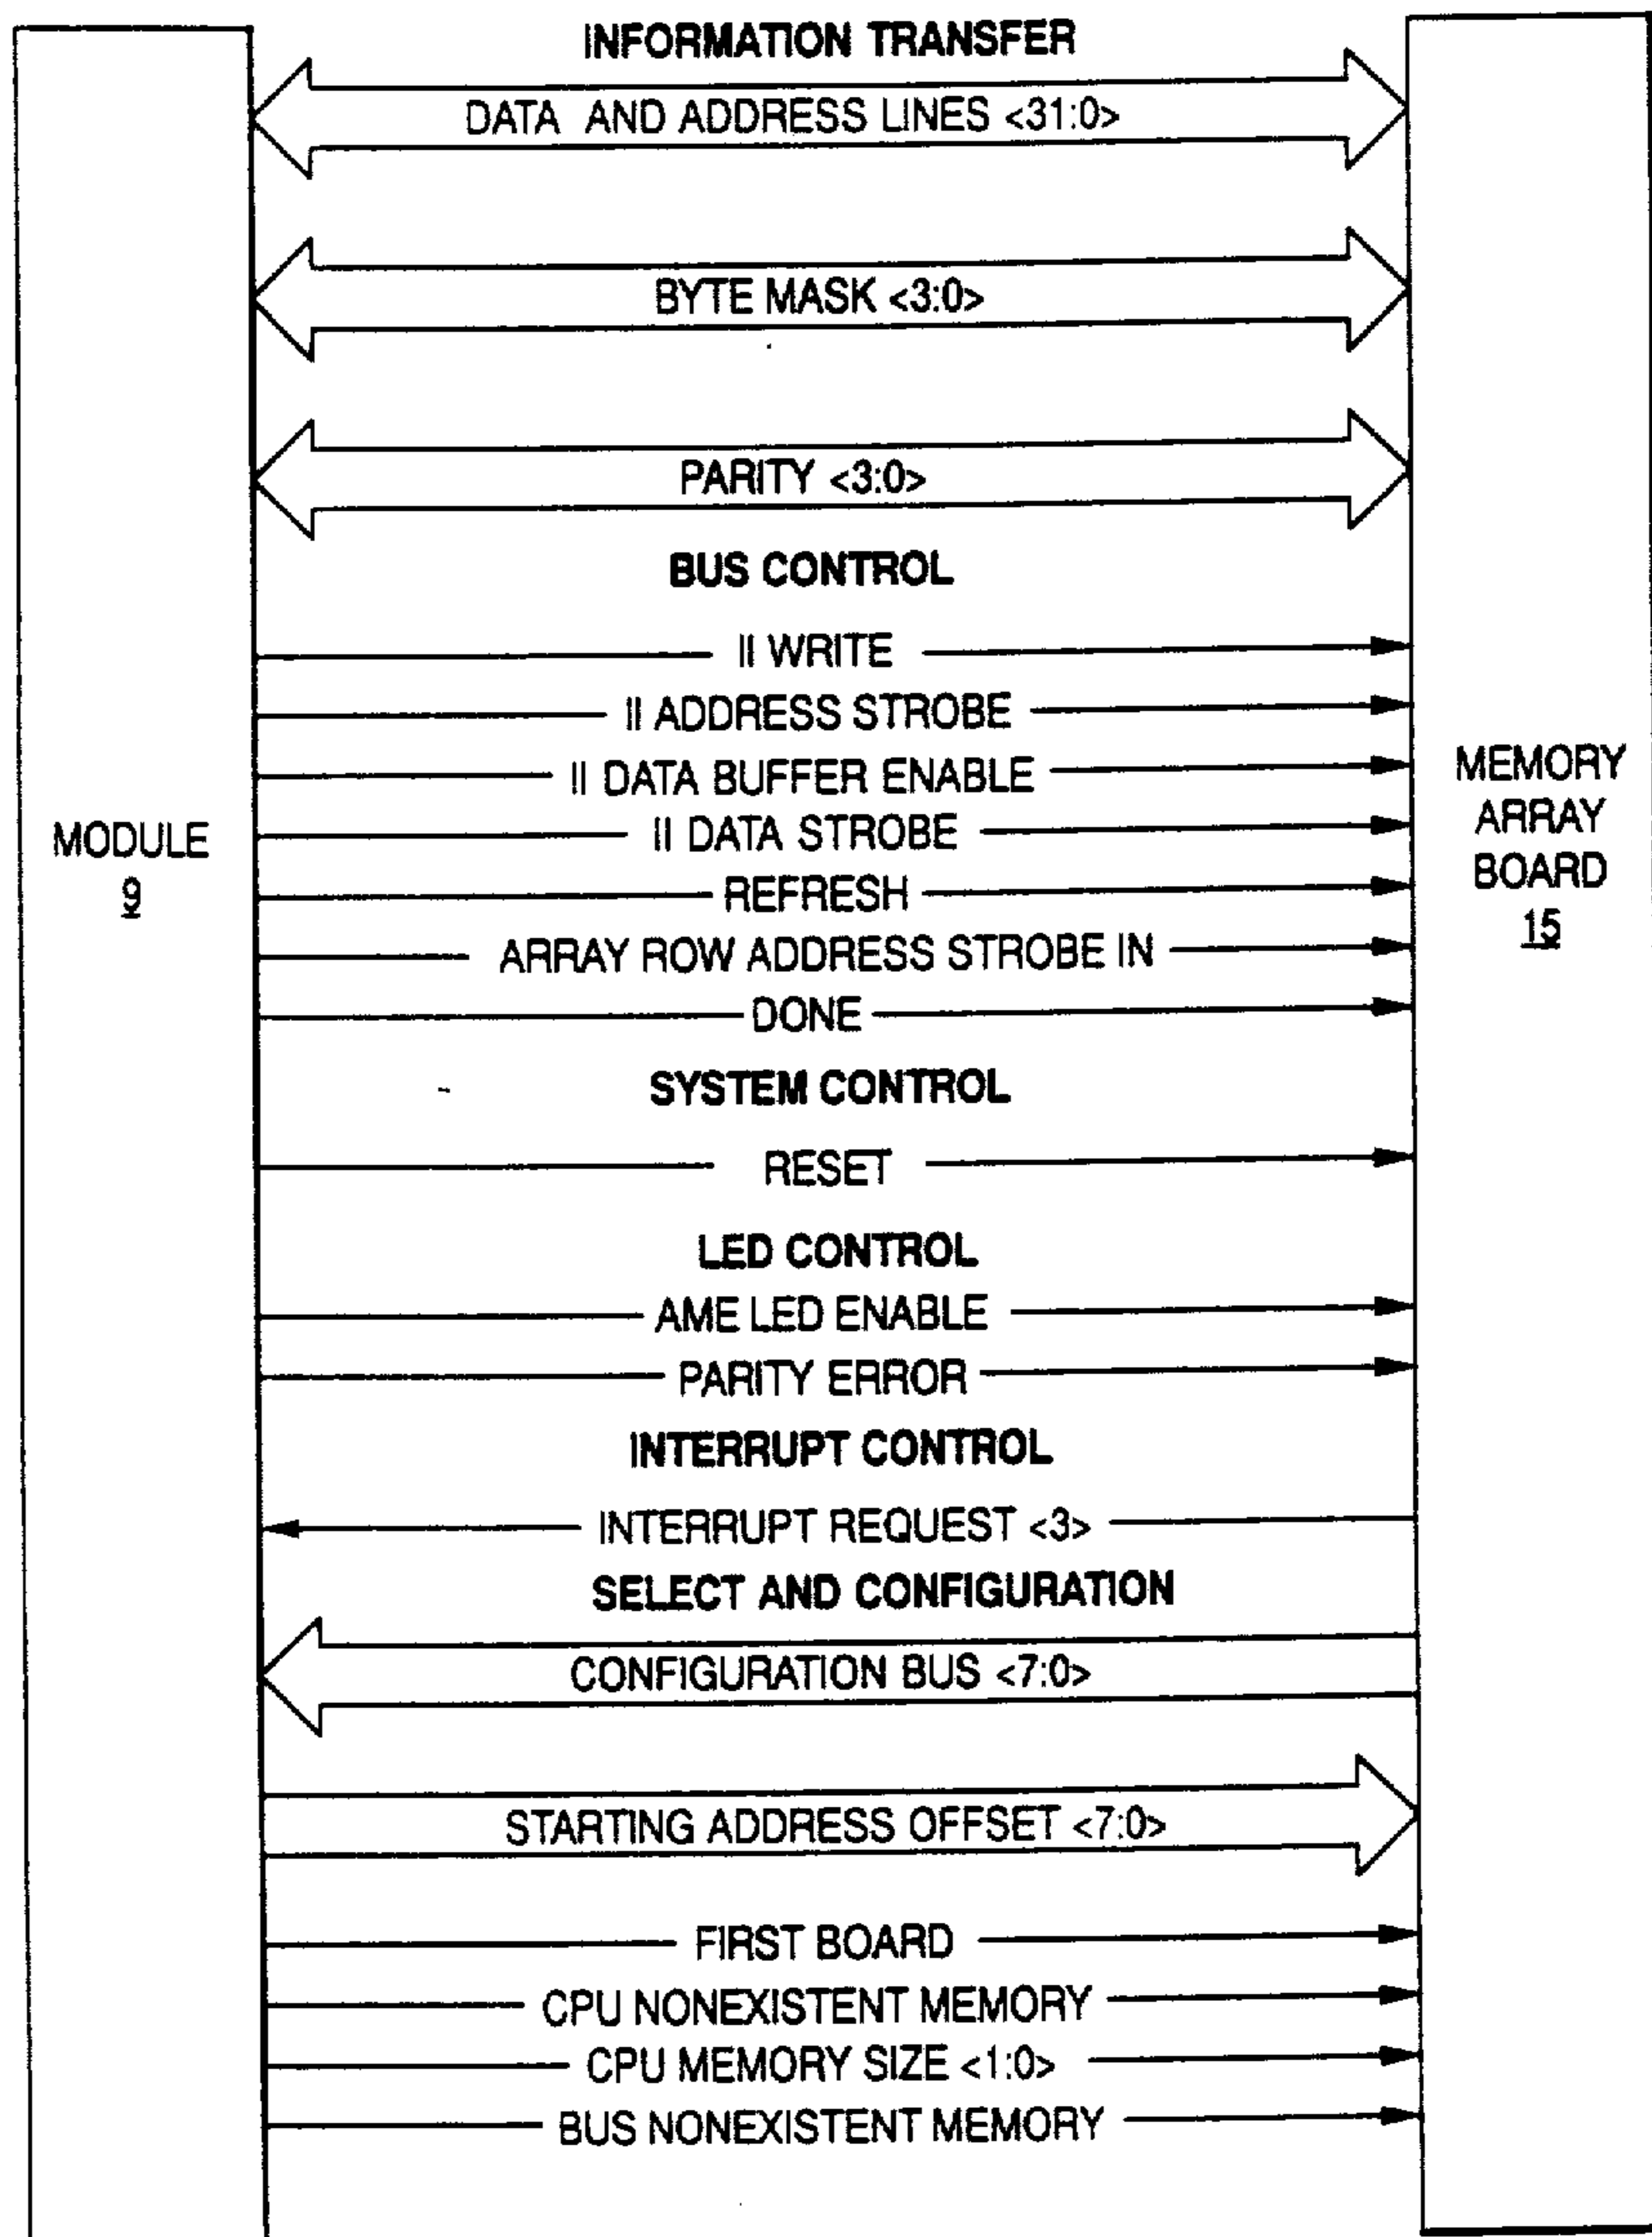 INFORMATION TRANSFER
DATA AND ADDRESS LINES <31:0>
BYTE MASK <3:0>
PARITY <3:0>
BUS CONTROL
II WRITE
II ADDRESS STROBE
II DATA BUFFER ENABLE
II DATA STROBE
REFRESH
ARRAY ROW ADDRESS STROBE IN
DONE
MODULE
9
MEMORY
ARRAY
BOARD
15
SYSTEM CONTROL
RESET
LED CONTROL
AME LED ENABLE
PARITY ERROR
INTERRUPT CONTROL
INTERRUPT REQUEST <3>
SELECT AND CONFIGURATION
CONFIGURATION BUS <7:0>
STARTING ADDRESS OFFSET <7:0>
FIRST BOARD
CPU NONEXISTENT MEMORY
CPU MEMORY SIZE <1:0>
BUS NONEXISTENT MEMORY